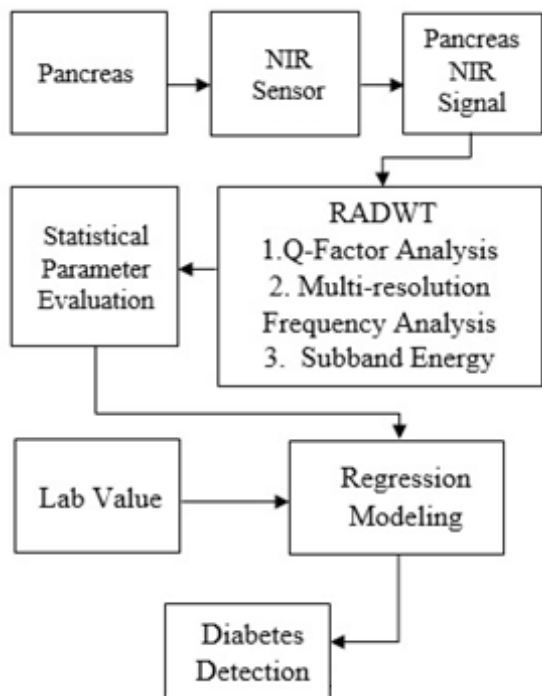 Pancreas
NIR
Sensor
Pancreas
NIR
Signal
Statistical
Parameter
Evaluation
RADWT
1.Q-Factor Analysis
2. Multi-resolution
Frequency Analysis
3. Subband Energy
Lab Value
Regression
Modeling
Diabetes
Detection